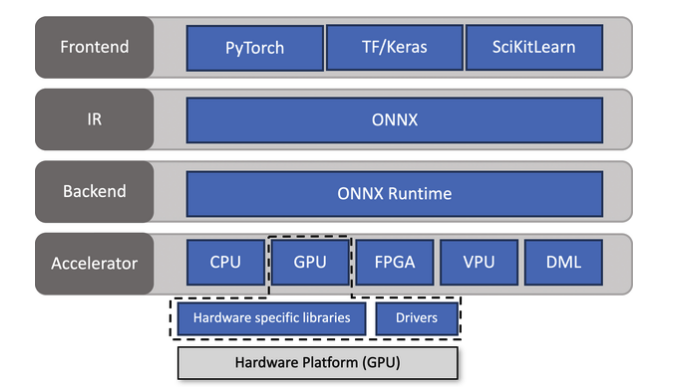 Frontend
PyTorch
TF/Keras
SciKitLearn
IR
ONNX
Backend
ONNX Runtime
Accelerator
CPU
GPU
FPGA
VPU
DML
Hardware specific libraries
Drivers
Hardware Platform (GPU)